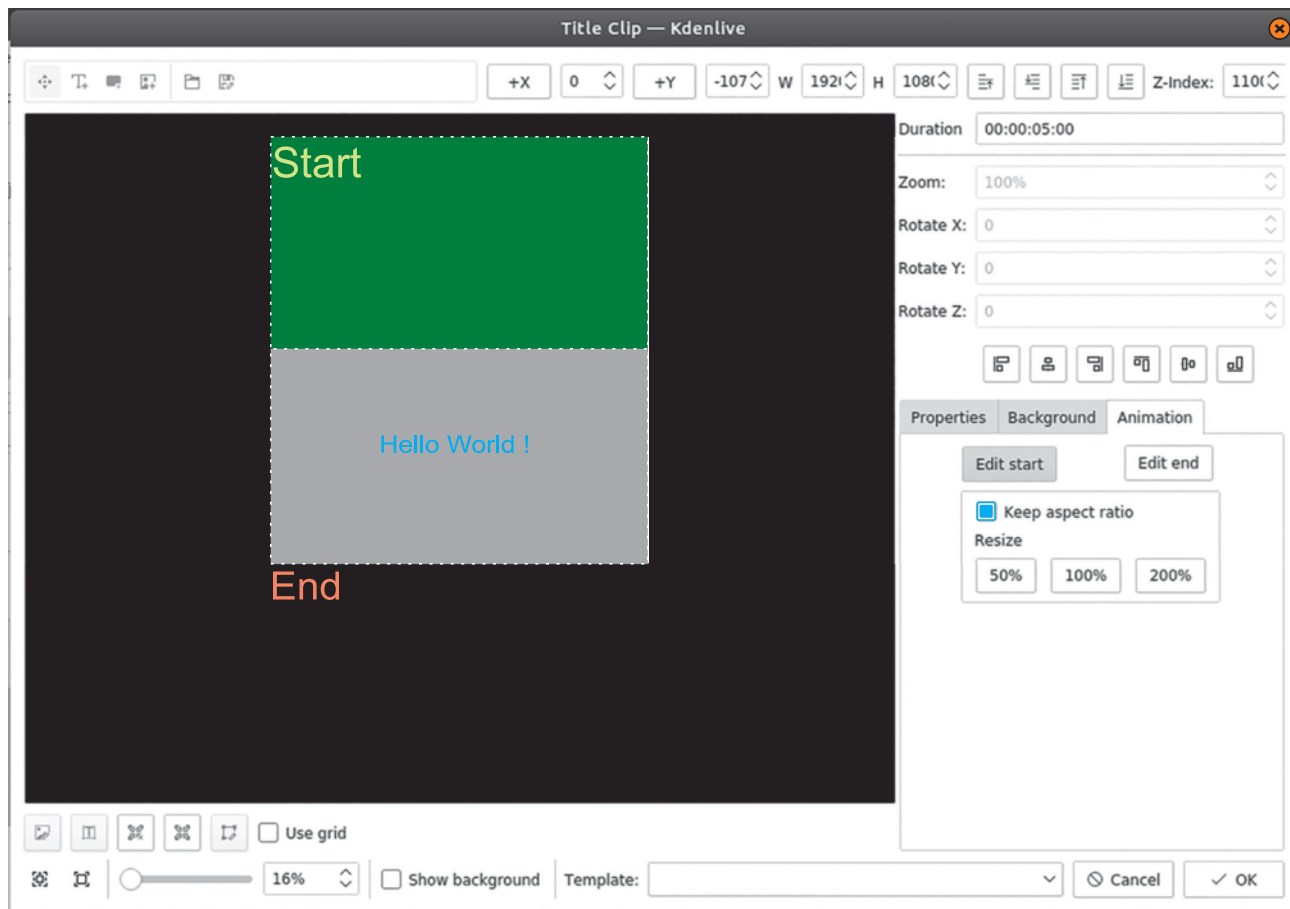 Title Clip — Kdenlive
+X 0 +Y -107 W 192 H 108 Z-Index: 110
Duration 00:00:05:00
Zoom: 100%
Rotate X: 0
Rotate Y: 0
Rotate Z: 0
Start
Hello World !
End
Properties Background Animation
Edit start Edit end
Keep aspect ratio
Resize
50% 100% 200%
Use grid
16% Show background Template: Cancel OK